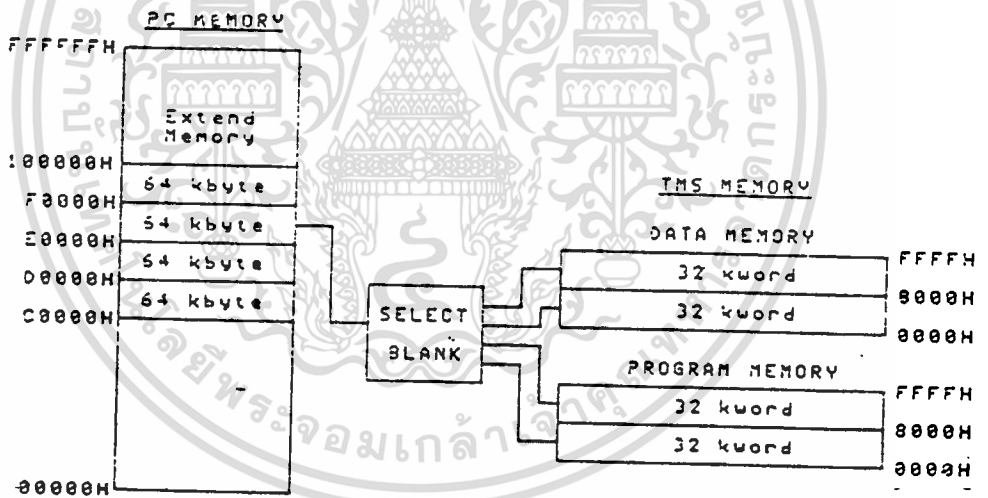 PC MEMORY
FFFFFFH
Extend
Memory
100000H
64 kbyte
F0000H
64 kbyte
E0000H
64 kbyte
D0000H
64 kbyte
C0000H
00000H
SELECT
BLANK
TMS MEMORY
DATA MEMORY
FFFFH
32 kword
8000H
32 kword
0000H
PROGRAM MEMORY
FFFFH
32 kword
8000H
32 kword
0000H